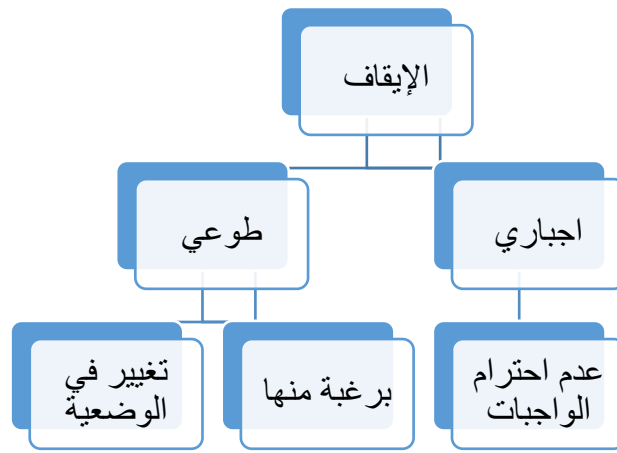 الإيقاف
اجباري
طوعي
عدم احترام
الواجبات
برغبة منها
تغيير في
الوضعية